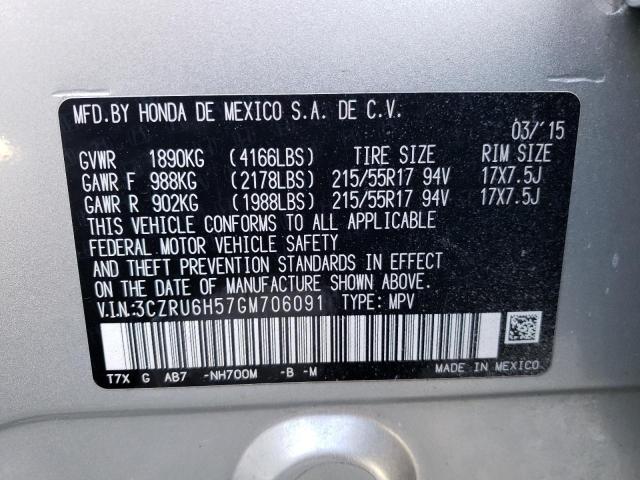 MFD.BY HONDA DE MEXICO S.A. DE C.V.
03/'15
GVWR 1890KG (4166LBS) TIRE SIZE RIM SIZE
GAWR F 988KG (2178LBS) 215/55R17 94V 17X7.5J
GAWR R 902KG (1988LBS) 215/55R17 94V 17X7.5J
THIS VEHICLE CONFORMS TO ALL APPLICABLE
FEDERAL MOTOR VEHICLE SAFETY
AND THEFT PREVENTION STANDARDS IN EFFECT
ON THE DATE OF MANUFACTURE SHOWN ABOVE.
V.I.N:3CZRU6H57GM706091 TYPE: MPV
MADE IN MEXICO
T7X G AB7 -NH700M -B -M